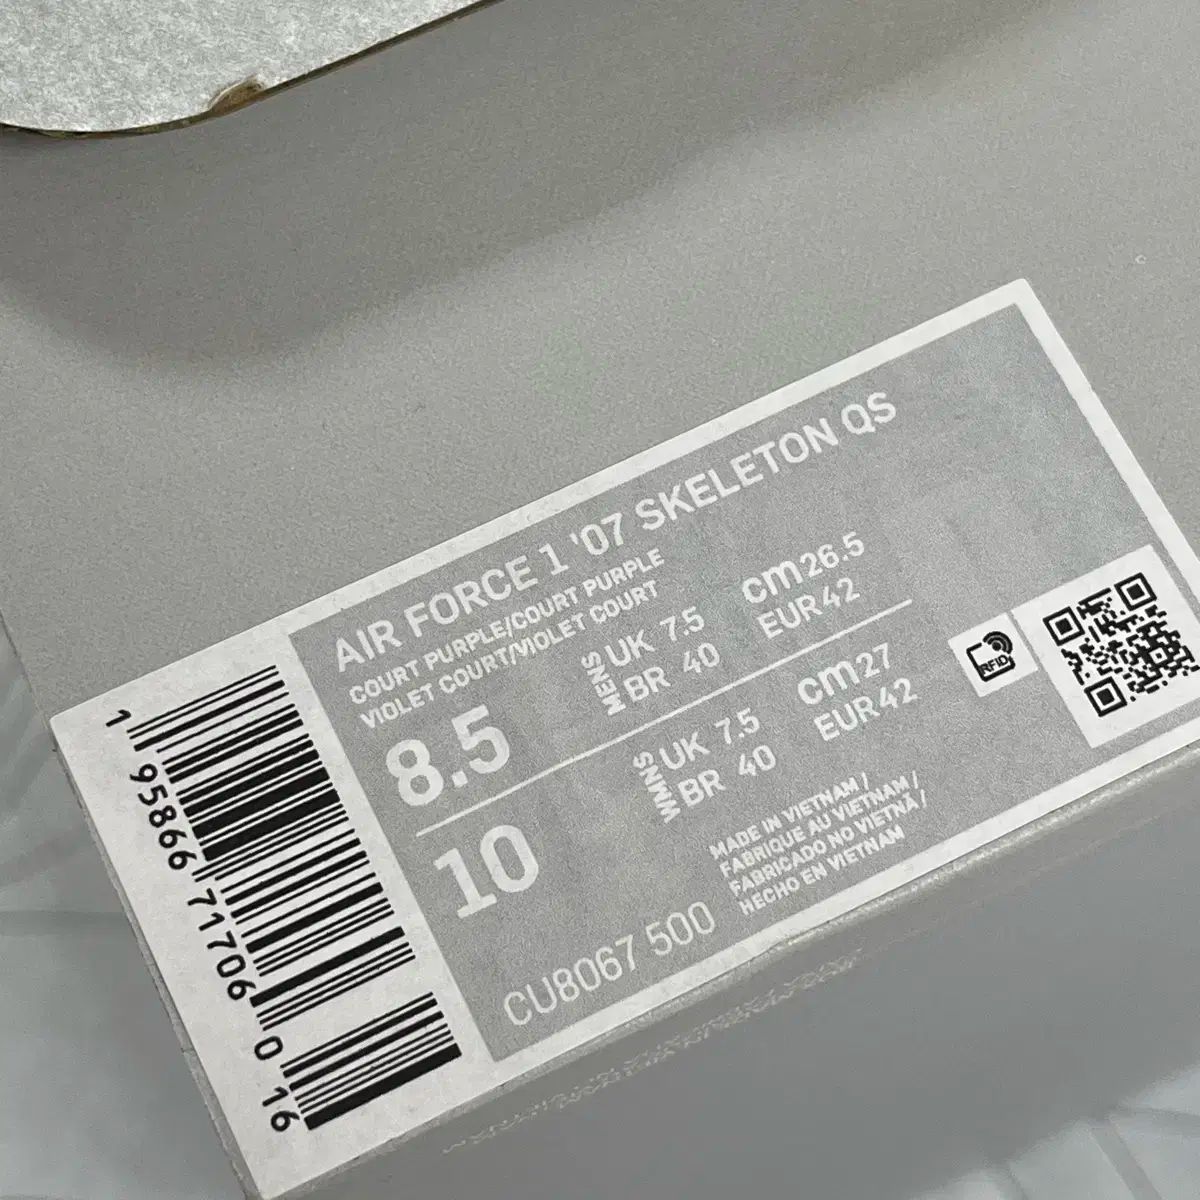 AIR FORCE 1 '07 SKELETON QS
COURT PURPLE/COURT PURPLE
VIOLET COURT/VIOLET COURT
8.5
MENS
UK 7.5
BR 40
cm 26.5
EUR 42
10
WMNS
UK 7.5
BR 40
cm 27
EUR 42
MADE IN VIETNAM /
FABRIQUE AU VIETNAM /
FABRICADO NO VIETNÃ /
HECHO EN VIETNAM
CU8067 500
RFID
1 95866 71706 0 16